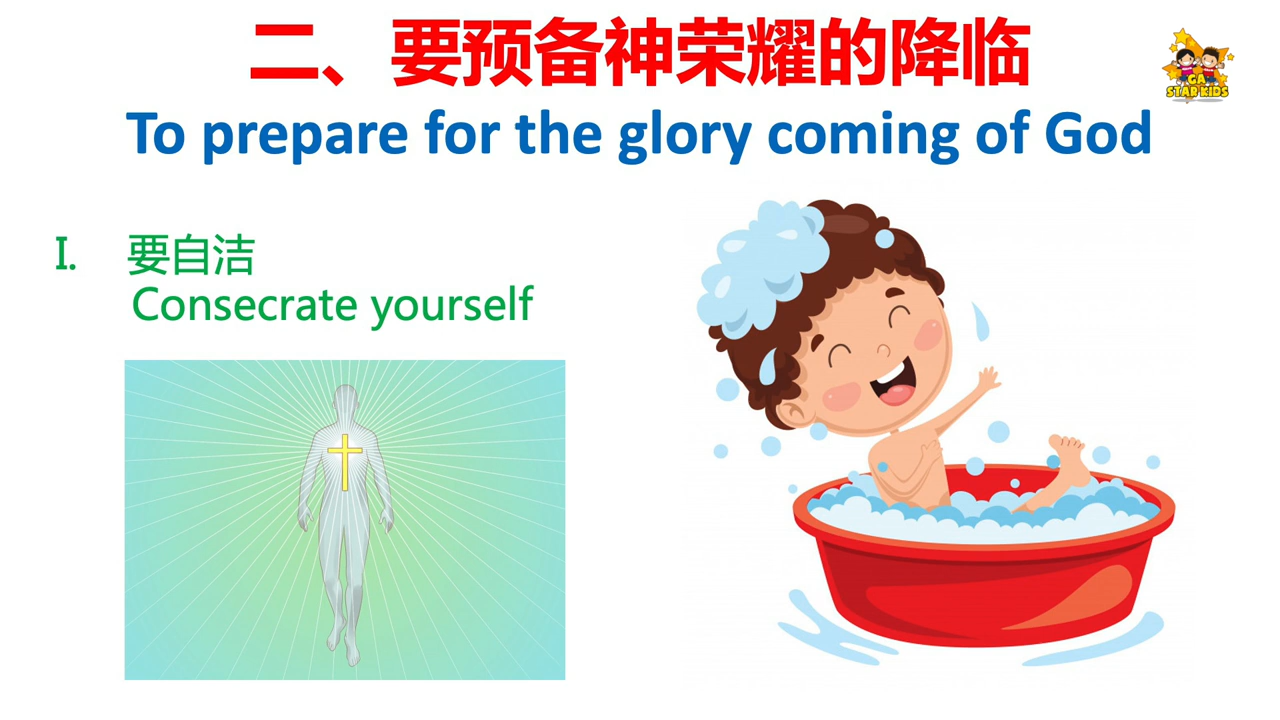 二、要预备神荣耀的降临
To prepare for the glory coming of God
GA
STAR KIDS
I. 要自洁
Consecrate yourself